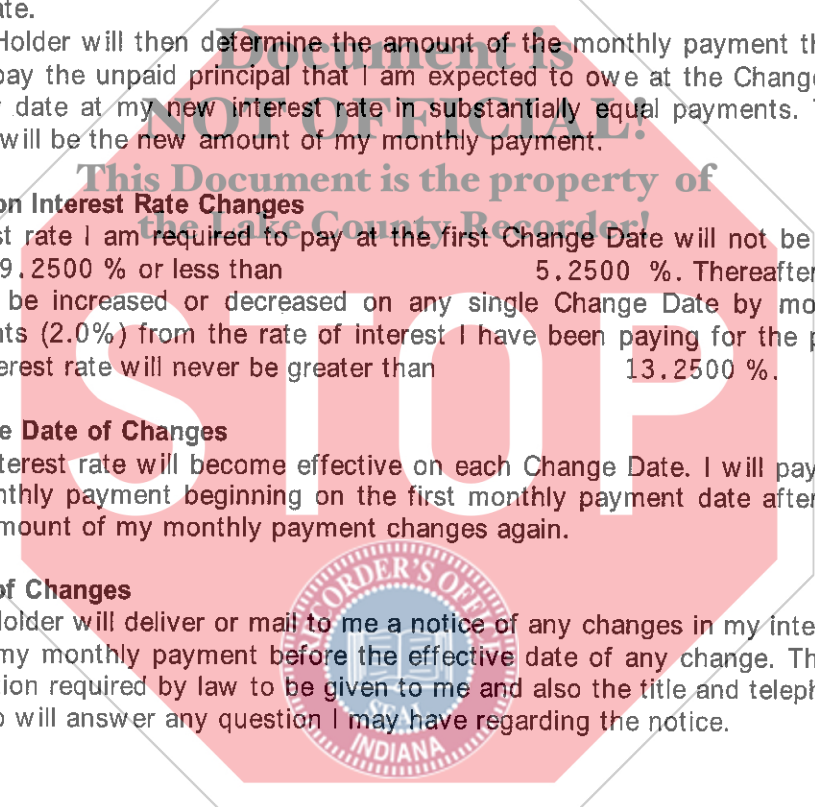 ate.
Holder will then determine the amount of the monthly payment th
pay the unpaid principal that I am expected to owe at the Change
date at my new interest rate in substantially equal payments.
will be the new amount of my monthly payment.
Document is
NOT OFFICIAL!
This Document is the property of
the Lake County Recorder!
on Interest Rate Changes
st rate I am required to pay at the first Change Date will not be
9.2500 % or less than 5.2500 %. Thereafter
be increased or decreased on any single Change Date by mo
nts (2.0%) from the rate of interest I have been paying for the p
erest rate will never be greater than 13.2500 %.
STOP
e Date of Changes
terest rate will become effective on each Change Date. I will pay
nthly payment beginning on the first monthly payment date after
mount of my monthly payment changes again.
of Changes
Holder will deliver or mail to me a notice of any changes in my inte
my monthly payment before the effective date of any change. Th
tion required by law to be given to me and also the title and teleph
o will answer any question I may have regarding the notice.
RECORDER'S OFFICE
SEAL
INDIANA